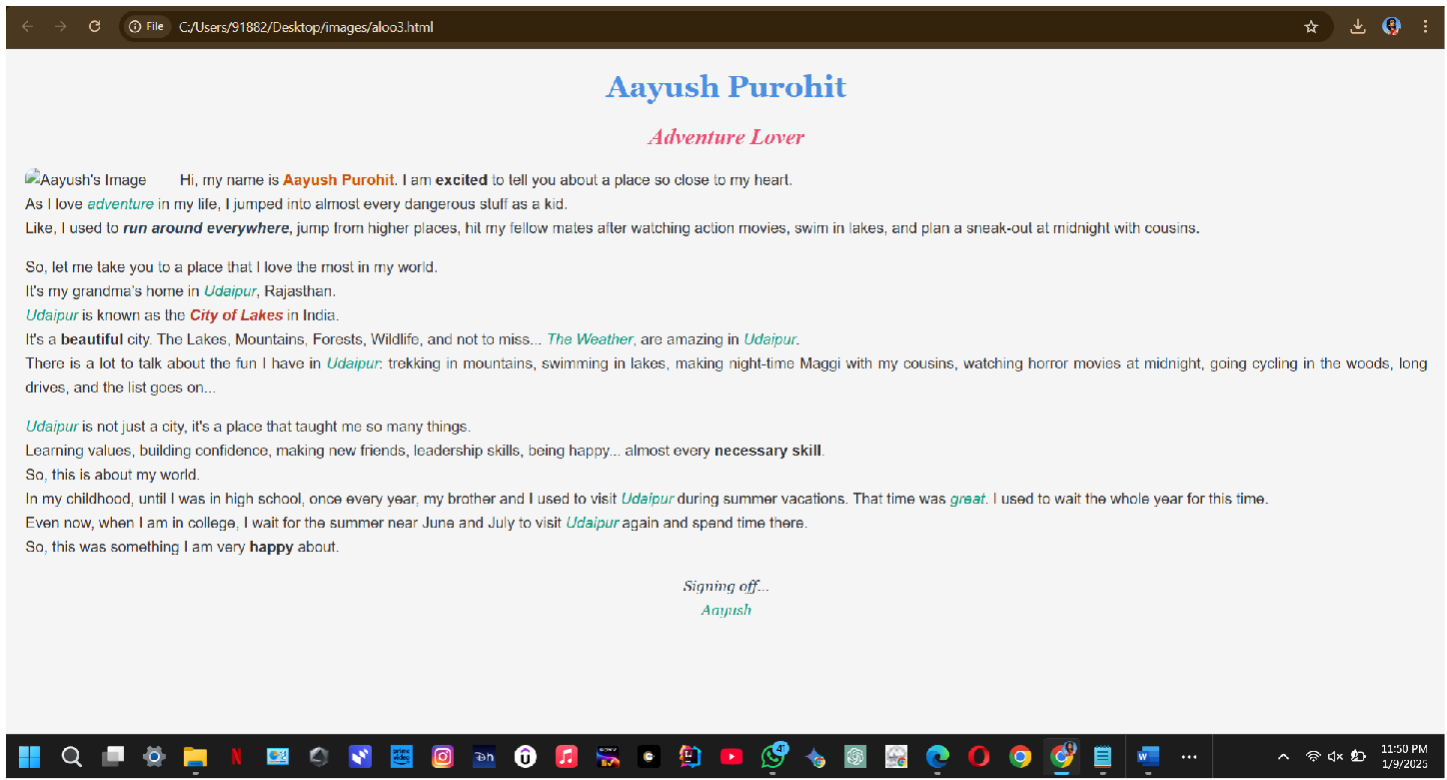 File C:/Users/91882/Desktop/images/aloo3.html
Aayush Purohit
Adventure Lover
Aayush's Image Hi, my name is Aayush Purohit. I am excited to tell you about a place so close to my heart.
As I love adventure in my life, I jumped into almost every dangerous stuff as a kid.
Like, I used to run around everywhere, jump from higher places, hit my fellow mates after watching action movies, swim in lakes, and plan a sneak-out at midnight with cousins.
So, let me take you to a place that I love the most in my world.
It's my grandma's home in Udaipur, Rajasthan.
Udaipur is known as the City of Lakes in India.
It's a beautiful city. The Lakes, Mountains, Forests, Wildlife, and not to miss... The Weather, are amazing in Udaipur.
There is a lot to talk about the fun I have in Udaipur: trekking in mountains, swimming in lakes, making night-time Maggi with my cousins, watching horror movies at midnight, going cycling in the woods, long
drives, and the list goes on...
Udaipur is not just a city, it's a place that taught me so many things.
Learning values, building confidence, making new friends, leadership skills, being happy... almost every necessary skill.
So, this is about my world.
In my childhood, until I was in high school, once every year, my brother and I used to visit Udaipur during summer vacations. That time was great. I used to wait the whole year for this time.
Even now, when I am in college, I wait for the summer near June and July to visit Udaipur again and spend time there.
So, this was something I am very happy about.
Signing off...
Aayush
11:50 PM
1/9/2025